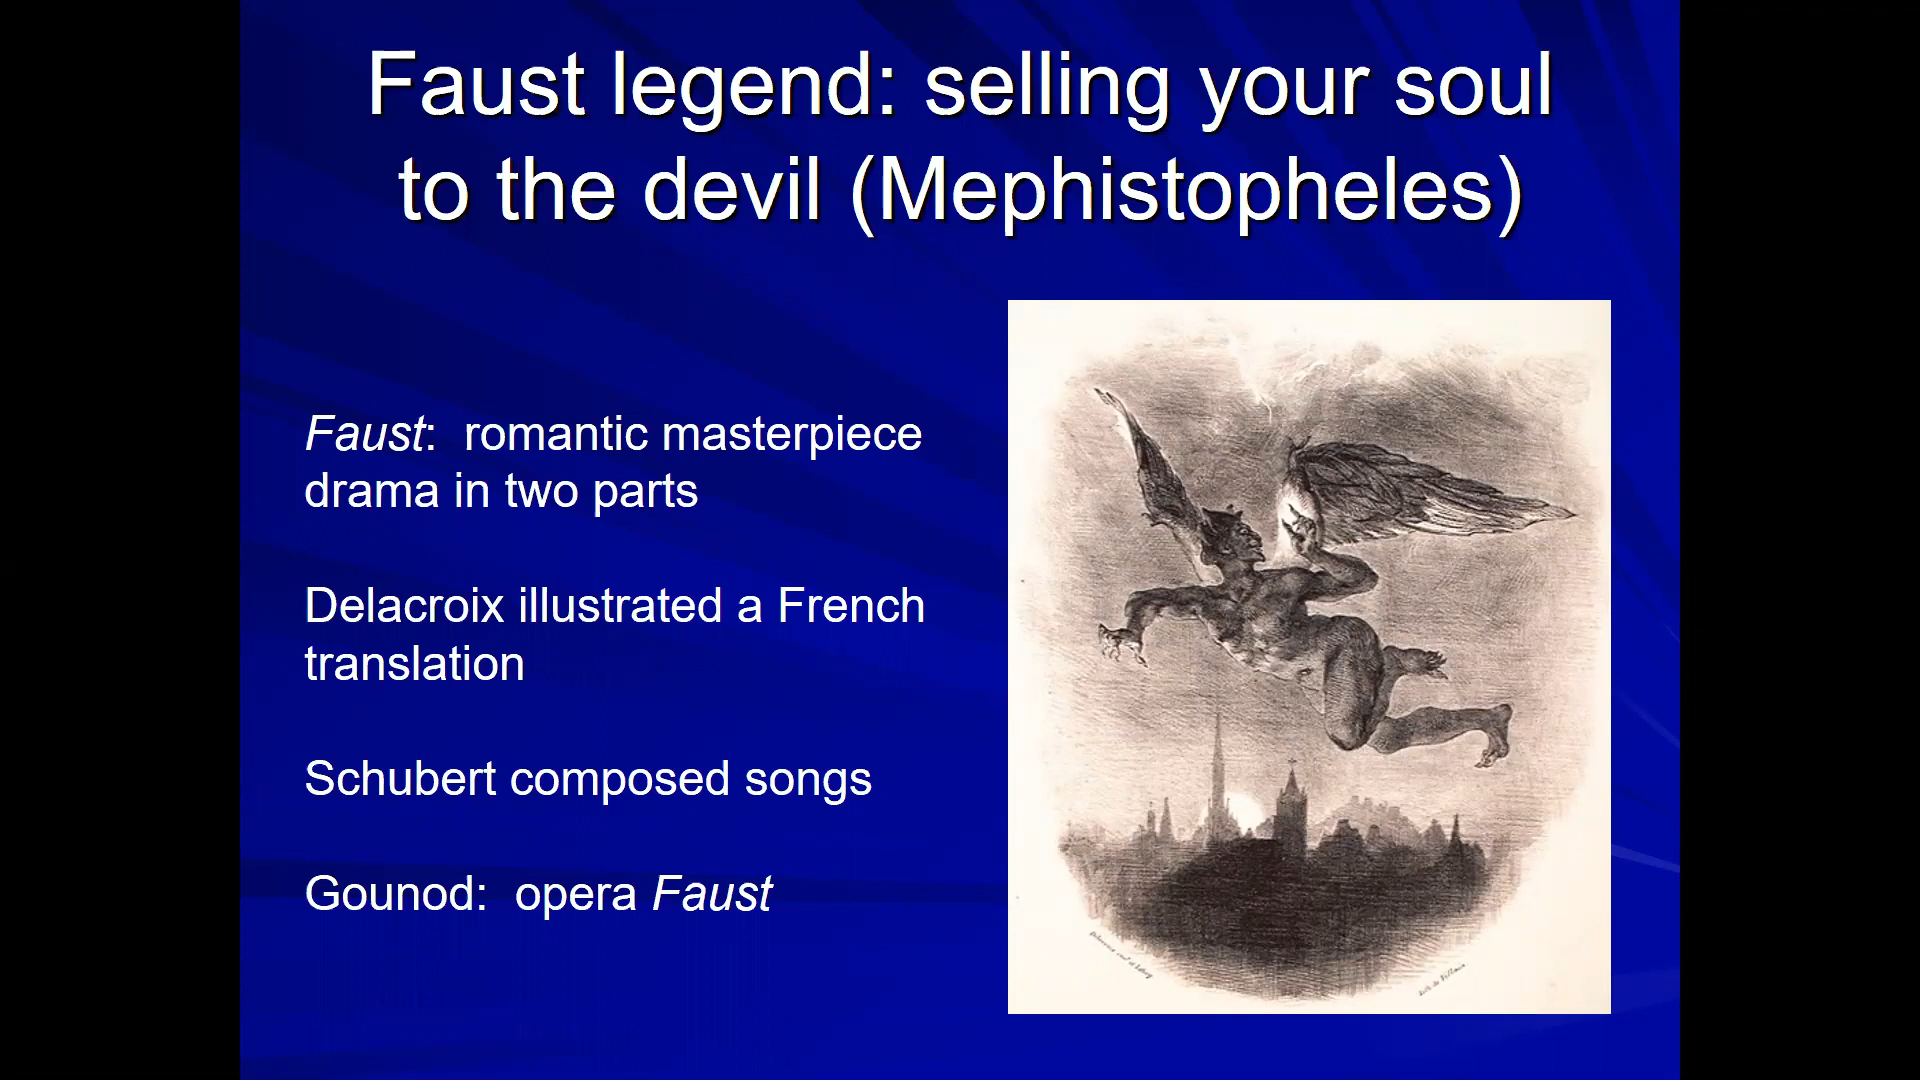 Faust legend: selling your soul
to the devil (Mephistopheles)
Faust:  romantic masterpiece
drama in two parts
Delacroix illustrated a French
translation
Schubert composed songs
Gounod:  opera Faust